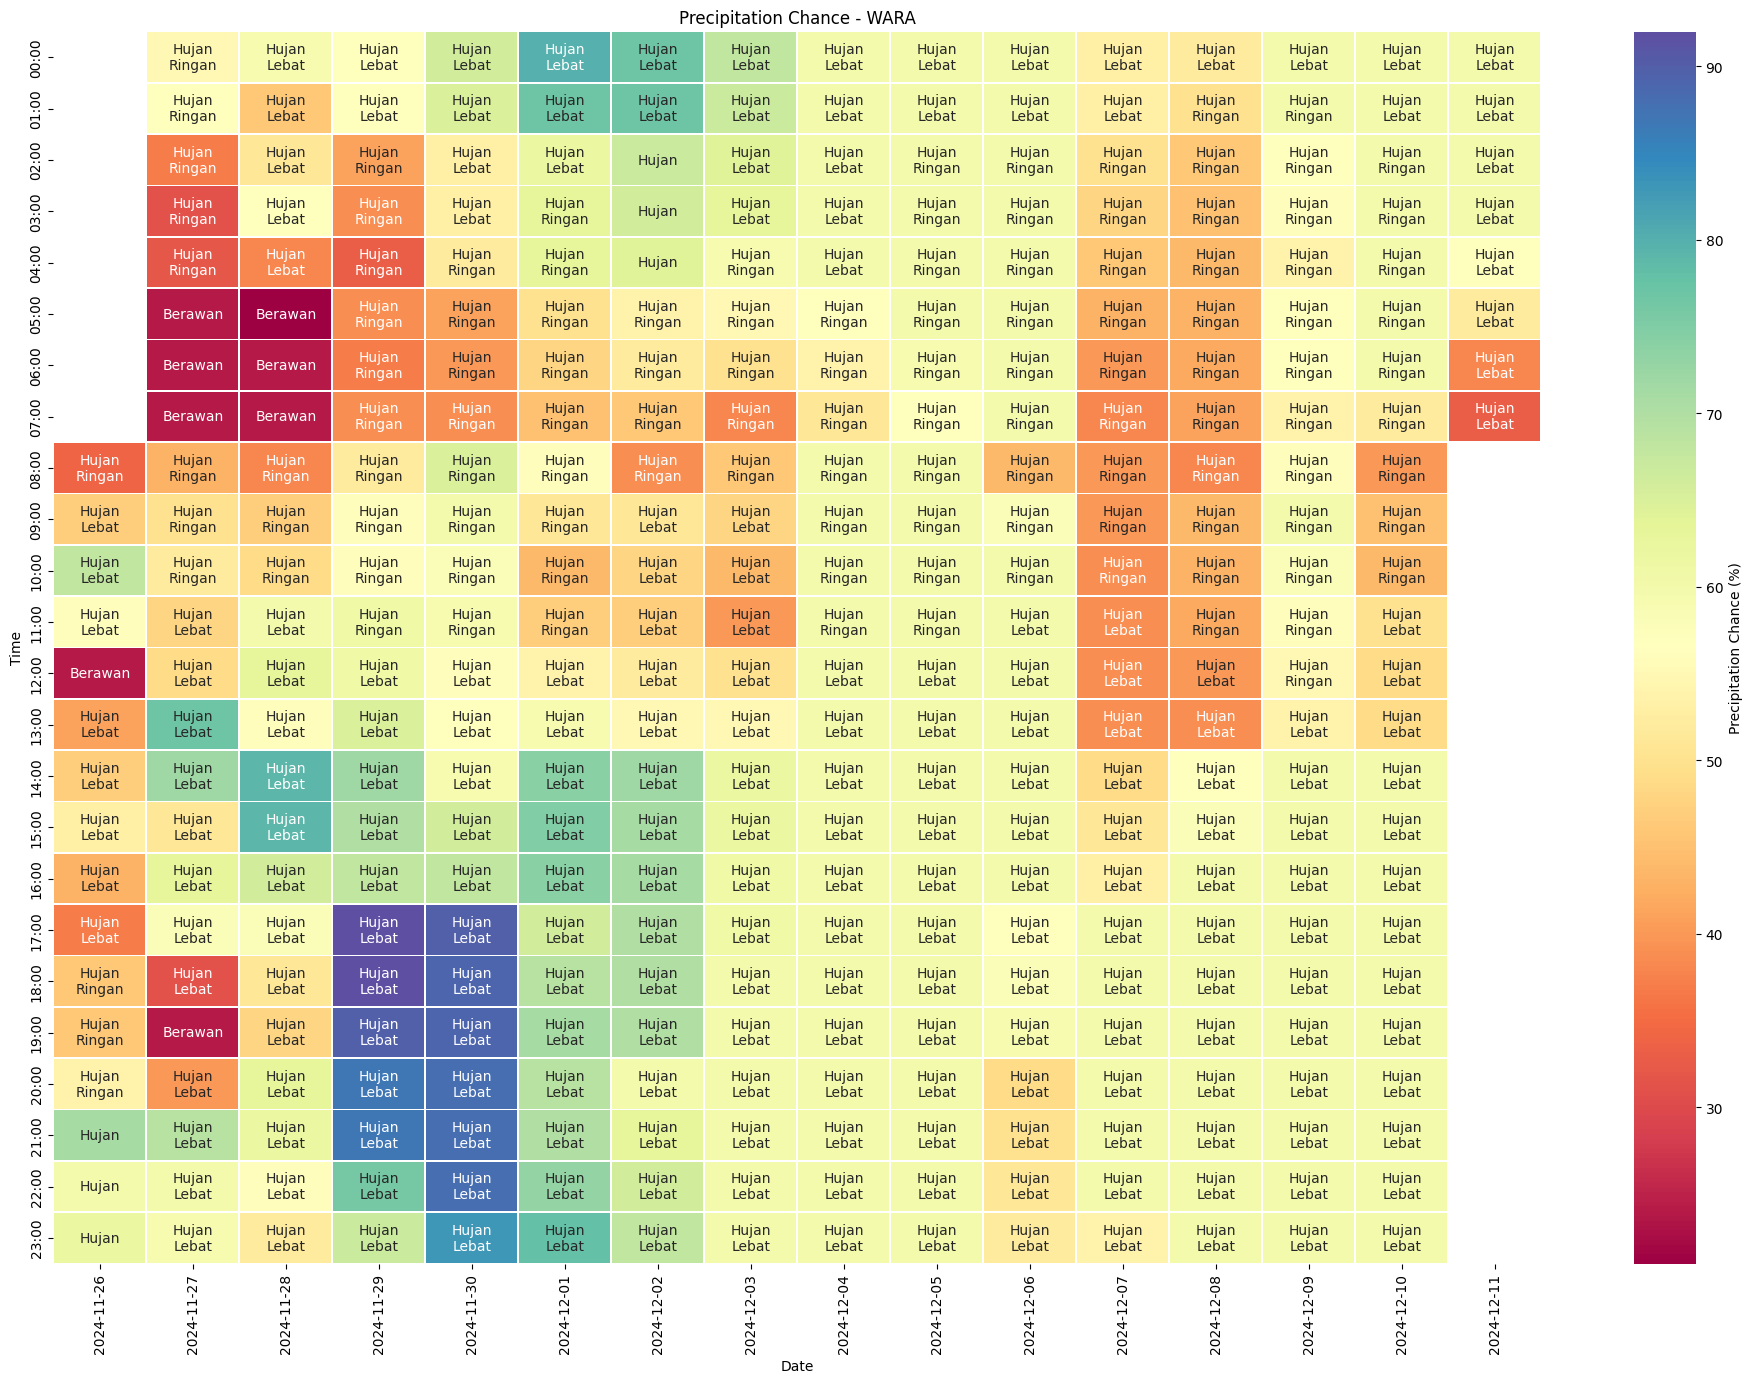 Precipitation Chance - WARA
00:00
Hujan Hujan Hujan Hujan Hujan Hujan Hujan Hujan Hujan Hujan Hujan Hujan Hujan Hujan Hujan
Ringan Lebat Lebat Lebat Lebat Lebat Lebat Lebat Lebat Lebat Lebat Lebat Lebat Lebat Lebat
01:00
Hujan Hujan Hujan Hujan Hujan Hujan Hujan Hujan Hujan Hujan Hujan Hujan Hujan Hujan Hujan
Ringan Lebat Lebat Lebat Lebat Lebat Lebat Lebat Lebat Lebat Lebat Ringan Ringan Lebat Lebat
02:00
Hujan Hujan Hujan Hujan Hujan Hujan Hujan Hujan Hujan Hujan Hujan Hujan Hujan Hujan Hujan
Ringan Lebat Ringan Lebat Lebat Lebat Lebat Ringan Ringan Ringan Ringan Ringan Ringan Lebat
03:00
Hujan Hujan Hujan Hujan Hujan Hujan Hujan Hujan Hujan Hujan Hujan Hujan Hujan Hujan Hujan
Ringan Lebat Ringan Lebat Ringan Lebat Lebat Ringan Ringan Ringan Ringan Ringan Ringan Lebat
04:00
Hujan Hujan Hujan Hujan Hujan Hujan Hujan Hujan Hujan Hujan Hujan Hujan Hujan Hujan Hujan
Ringan Lebat Ringan Ringan Ringan Ringan Lebat Ringan Ringan Ringan Ringan Ringan Ringan Lebat
05:00
Berawan Berawan Hujan Hujan Hujan Hujan Hujan Hujan Hujan Hujan Hujan Hujan Hujan Hujan Hujan
Ringan Ringan Ringan Ringan Ringan Ringan Ringan Ringan Ringan Ringan Ringan Ringan Lebat
06:00
Berawan Berawan Hujan Hujan Hujan Hujan Hujan Hujan Hujan Hujan Hujan Hujan Hujan Hujan Hujan
Ringan Ringan Ringan Ringan Ringan Ringan Ringan Ringan Ringan Ringan Ringan Ringan Lebat
07:00
Berawan Berawan Hujan Hujan Hujan Hujan Hujan Hujan Hujan Hujan Hujan Hujan Hujan Hujan Hujan
Ringan Ringan Ringan Ringan Ringan Ringan Ringan Ringan Ringan Ringan Ringan Ringan Lebat
08:00
Hujan Hujan Hujan Hujan Hujan Hujan Hujan Hujan Hujan Hujan Hujan Hujan Hujan Hujan Hujan
Ringan Ringan Ringan Ringan Ringan Ringan Ringan Ringan Ringan Ringan Ringan Ringan Ringan Ringan Ringan
09:00
Hujan Hujan Hujan Hujan Hujan Hujan Hujan Hujan Hujan Hujan Hujan Hujan Hujan Hujan Hujan
Lebat Ringan Ringan Ringan Ringan Ringan Lebat Lebat Ringan Ringan Ringan Ringan Ringan Ringan Ringan
10:00
Hujan Hujan Hujan Hujan Hujan Hujan Hujan Hujan Hujan Hujan Hujan Hujan Hujan Hujan Hujan
Lebat Ringan Ringan Ringan Ringan Ringan Lebat Lebat Ringan Ringan Ringan Ringan Ringan Ringan Ringan
11:00
Hujan Hujan Hujan Hujan Hujan Hujan Hujan Hujan Hujan Hujan Hujan Hujan Hujan Hujan Hujan
Lebat Lebat Lebat Ringan Ringan Ringan Lebat Lebat Ringan Ringan Lebat Lebat Ringan Ringan Lebat
12:00
Berawan Hujan Hujan Hujan Hujan Hujan Hujan Hujan Hujan Hujan Hujan Hujan Hujan Hujan Hujan
Lebat Lebat Lebat Lebat Lebat Lebat Lebat Lebat Lebat Lebat Lebat Lebat Ringan Lebat
13:00
Hujan Hujan Hujan Hujan Hujan Hujan Hujan Hujan Hujan Hujan Hujan Hujan Hujan Hujan Hujan
Lebat Lebat Lebat Lebat Lebat Lebat Lebat Lebat Lebat Lebat Lebat Lebat Lebat Lebat Lebat
14:00
Hujan Hujan Hujan Hujan Hujan Hujan Hujan Hujan Hujan Hujan Hujan Hujan Hujan Hujan Hujan
Lebat Lebat Lebat Lebat Lebat Lebat Lebat Lebat Lebat Lebat Lebat Lebat Lebat Lebat Lebat
15:00
Hujan Hujan Hujan Hujan Hujan Hujan Hujan Hujan Hujan Hujan Hujan Hujan Hujan Hujan Hujan
Lebat Lebat Lebat Lebat Lebat Lebat Lebat Lebat Lebat Lebat Lebat Lebat Lebat Lebat Lebat
16:00
Hujan Hujan Hujan Hujan Hujan Hujan Hujan Hujan Hujan Hujan Hujan Hujan Hujan Hujan Hujan
Lebat Lebat Lebat Lebat Lebat Lebat Lebat Lebat Lebat Lebat Lebat Lebat Lebat Lebat Lebat
17:00
Hujan Hujan Hujan Hujan Hujan Hujan Hujan Hujan Hujan Hujan Hujan Hujan Hujan Hujan Hujan
Lebat Lebat Lebat Lebat Lebat Lebat Lebat Lebat Lebat Lebat Lebat Lebat Lebat Lebat Lebat
18:00
Hujan Hujan Hujan Hujan Hujan Hujan Hujan Hujan Hujan Hujan Hujan Hujan Hujan Hujan Hujan
Ringan Lebat Lebat Lebat Lebat Lebat Lebat Lebat Lebat Lebat Lebat Lebat Lebat Lebat Lebat
19:00
Hujan Berawan Hujan Hujan Hujan Hujan Hujan Hujan Hujan Hujan Hujan Hujan Hujan Hujan Hujan
Ringan Lebat Lebat Lebat Lebat Lebat Lebat Lebat Lebat Lebat Lebat Lebat Lebat Lebat
20:00
Hujan Hujan Hujan Hujan Hujan Hujan Hujan Hujan Hujan Hujan Hujan Hujan Hujan Hujan Hujan
Ringan Lebat Lebat Lebat Lebat Lebat Lebat Lebat Lebat Lebat Lebat Lebat Lebat Lebat Lebat
21:00
Hujan Hujan Hujan Hujan Hujan Hujan Hujan Hujan Hujan Hujan Hujan Hujan Hujan Hujan Hujan
Lebat Lebat Lebat Lebat Lebat Lebat Lebat Lebat Lebat Lebat Lebat Lebat Lebat Lebat
22:00
Hujan Hujan Hujan Hujan Hujan Hujan Hujan Hujan Hujan Hujan Hujan Hujan Hujan Hujan Hujan
Lebat Lebat Lebat Lebat Lebat Lebat Lebat Lebat Lebat Lebat Lebat Lebat Lebat Lebat
23:00
Hujan Hujan Hujan Hujan Hujan Hujan Hujan Hujan Hujan Hujan Hujan Hujan Hujan Hujan Hujan
Lebat Lebat Lebat Lebat Lebat Lebat Lebat Lebat Lebat Lebat Lebat Lebat Lebat Lebat
Time
2024-11-26
2024-11-27
2024-11-28
2024-11-29
2024-11-30
2024-12-01
2024-12-02
2024-12-03
2024-12-04
2024-12-05
2024-12-06
2024-12-07
2024-12-08
2024-12-09
2024-12-10
2024-12-11
Date
90
80
70
60
50
40
30
Precipitation Chance (%)